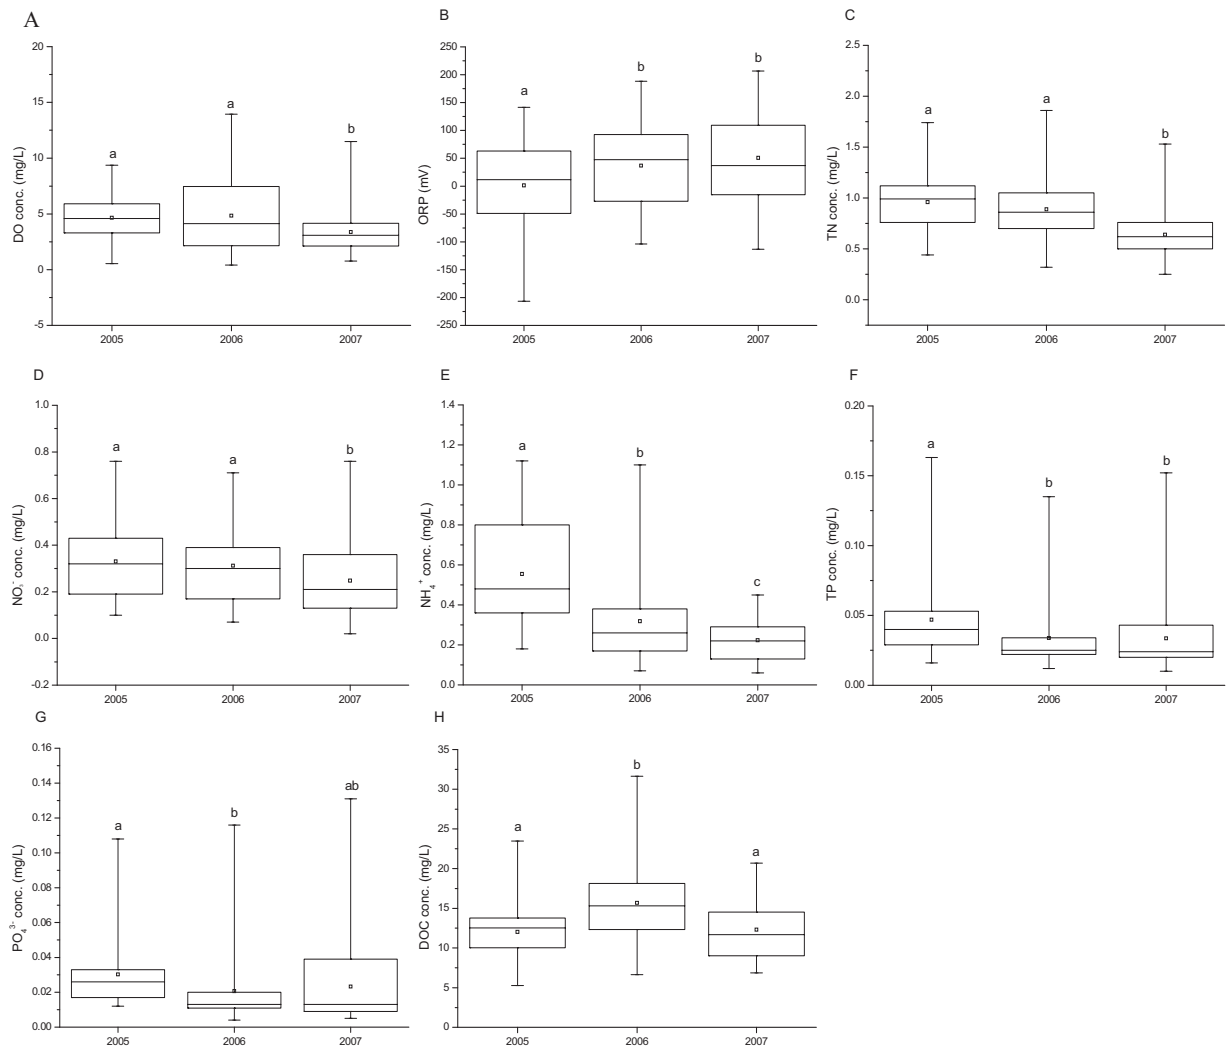 A
DO conc. (mg/L)
20
15
10
5
0
-5
a
a
b
2005
2006
2007
B
ORP (mV)
250
200
150
100
50
0
-50
-100
-150
-200
-250
a
b
b
2005
2006
2007
C
TN conc. (mg/L)
2.5
2.0
1.5
1.0
0.5
0.0
a
a
b
2005
2006
2007
D
NO₃⁻ conc. (mg/L)
1.0
0.8
0.6
0.4
0.2
0.0
-0.2
a
a
b
2005
2006
2007
E
NH₄⁺ conc. (mg/L)
1.4
1.2
1.0
0.8
0.6
0.4
0.2
0.0
a
b
c
2005
2006
2007
F
TP conc. (mg/L)
0.20
0.15
0.10
0.05
0.00
a
b
b
2005
2006
2007
G
PO₄³⁻ conc. (mg/L)
0.16
0.14
0.12
0.10
0.08
0.06
0.04
0.02
0.00
a
b
ab
2005
2006
2007
H
DOC conc. (mg/L)
35
30
25
20
15
10
5
0
a
b
a
2005
2006
2007